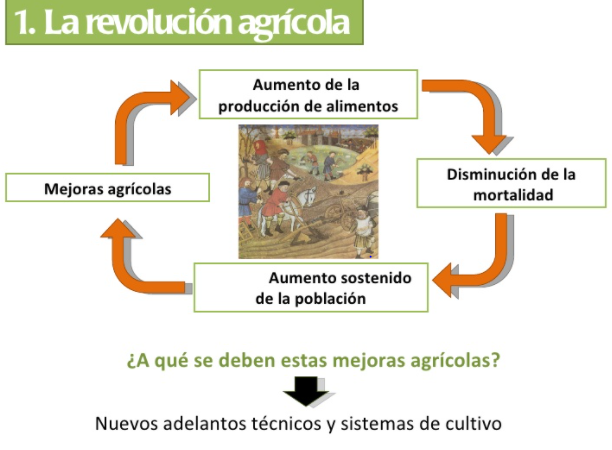 1. La revolución agrícola
Aumento de la
producción de alimentos
Disminución de la
mortalidad
Aumento sostenido
de la población
Mejoras agrícolas
¿A qué se deben estas mejoras agrícolas?
Nuevos adelantos técnicos y sistemas de cultivo